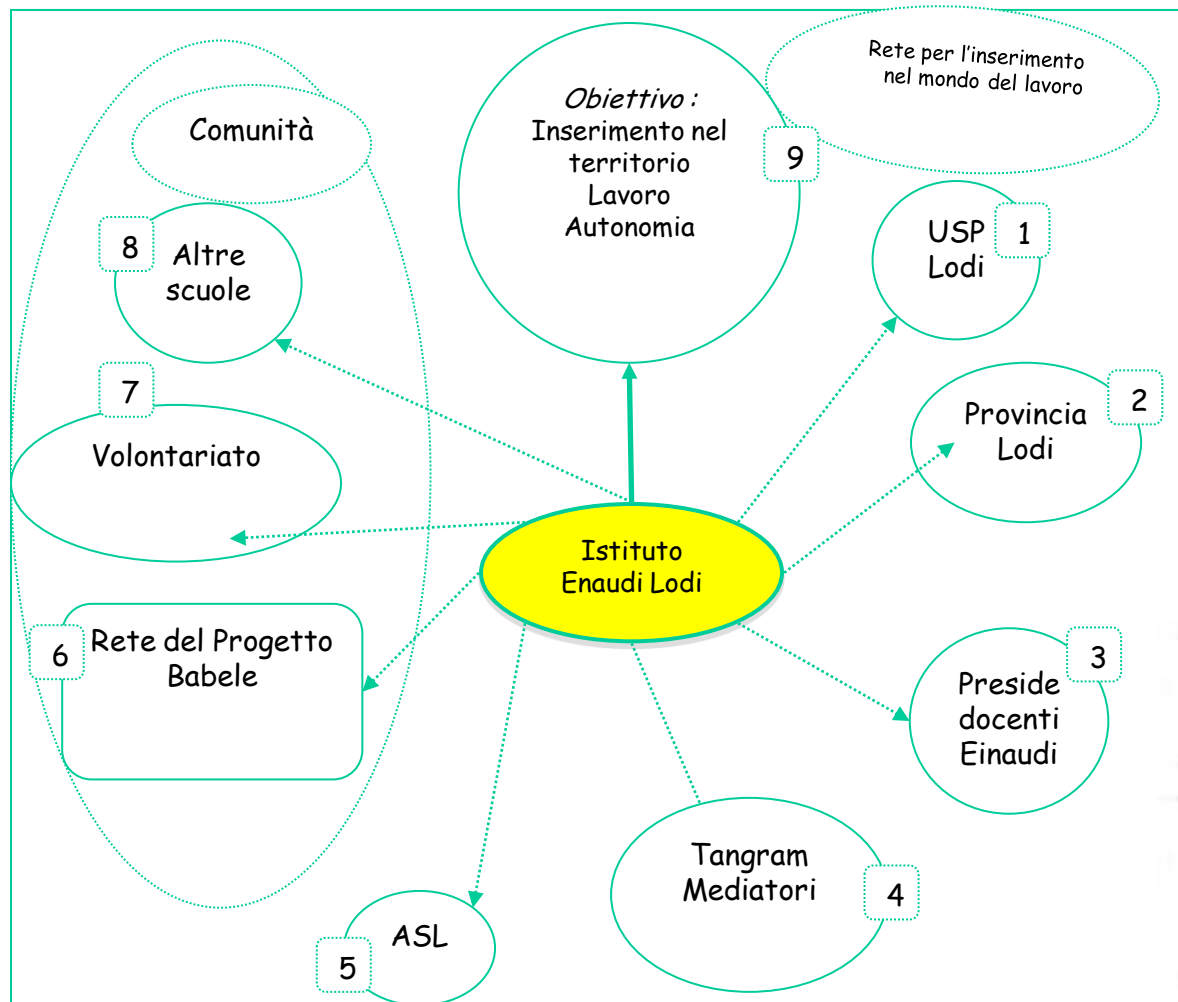 Rete per l'inserimento
nel mondo del lavoro
Obiettivo :
Inserimento nel
territorio
Lavoro
Autonomia
9
Comunità
8
Altre
scuole
USP
Lodi
1
7
Volontariato
Provincia
Lodi
2
Istituto
Enaudi Lodi
6
Rete del Progetto
Babele
3
Preside
docenti
Einaudi
Tangram
Mediatori
4
ASL
5